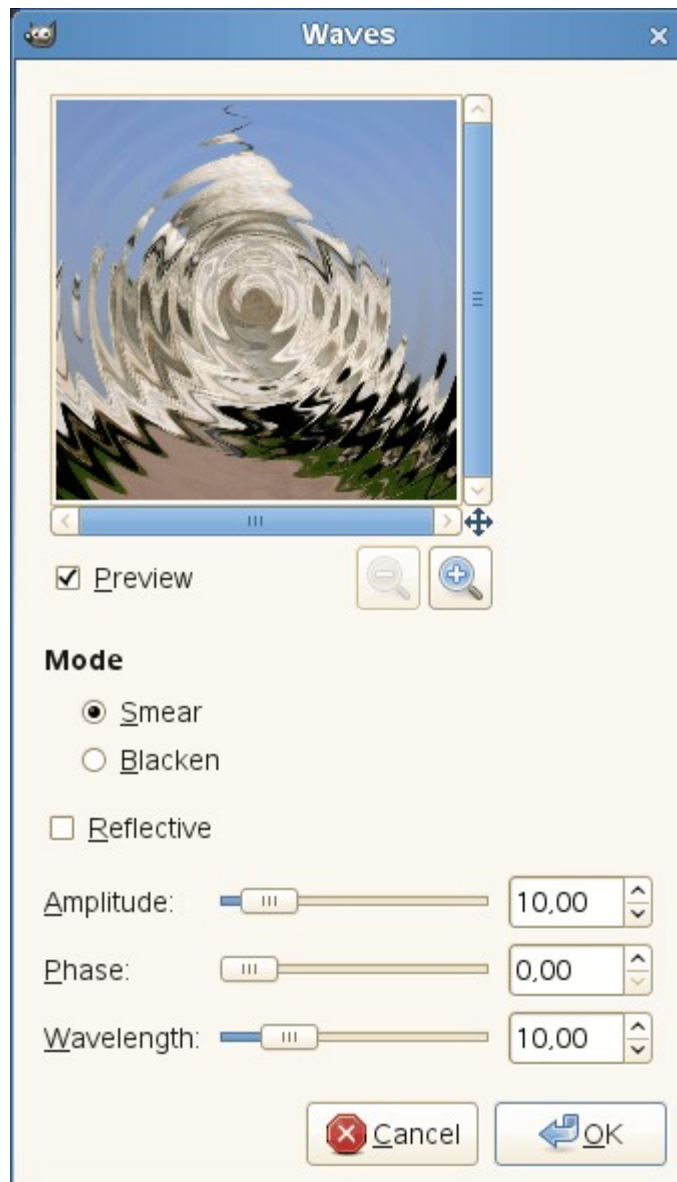 Waves
Preview
Mode
Smear
Blacken
Reflective
Amplitude: 10,00
Phase: 0,00
Wavelength: 10,00
Cancel OK